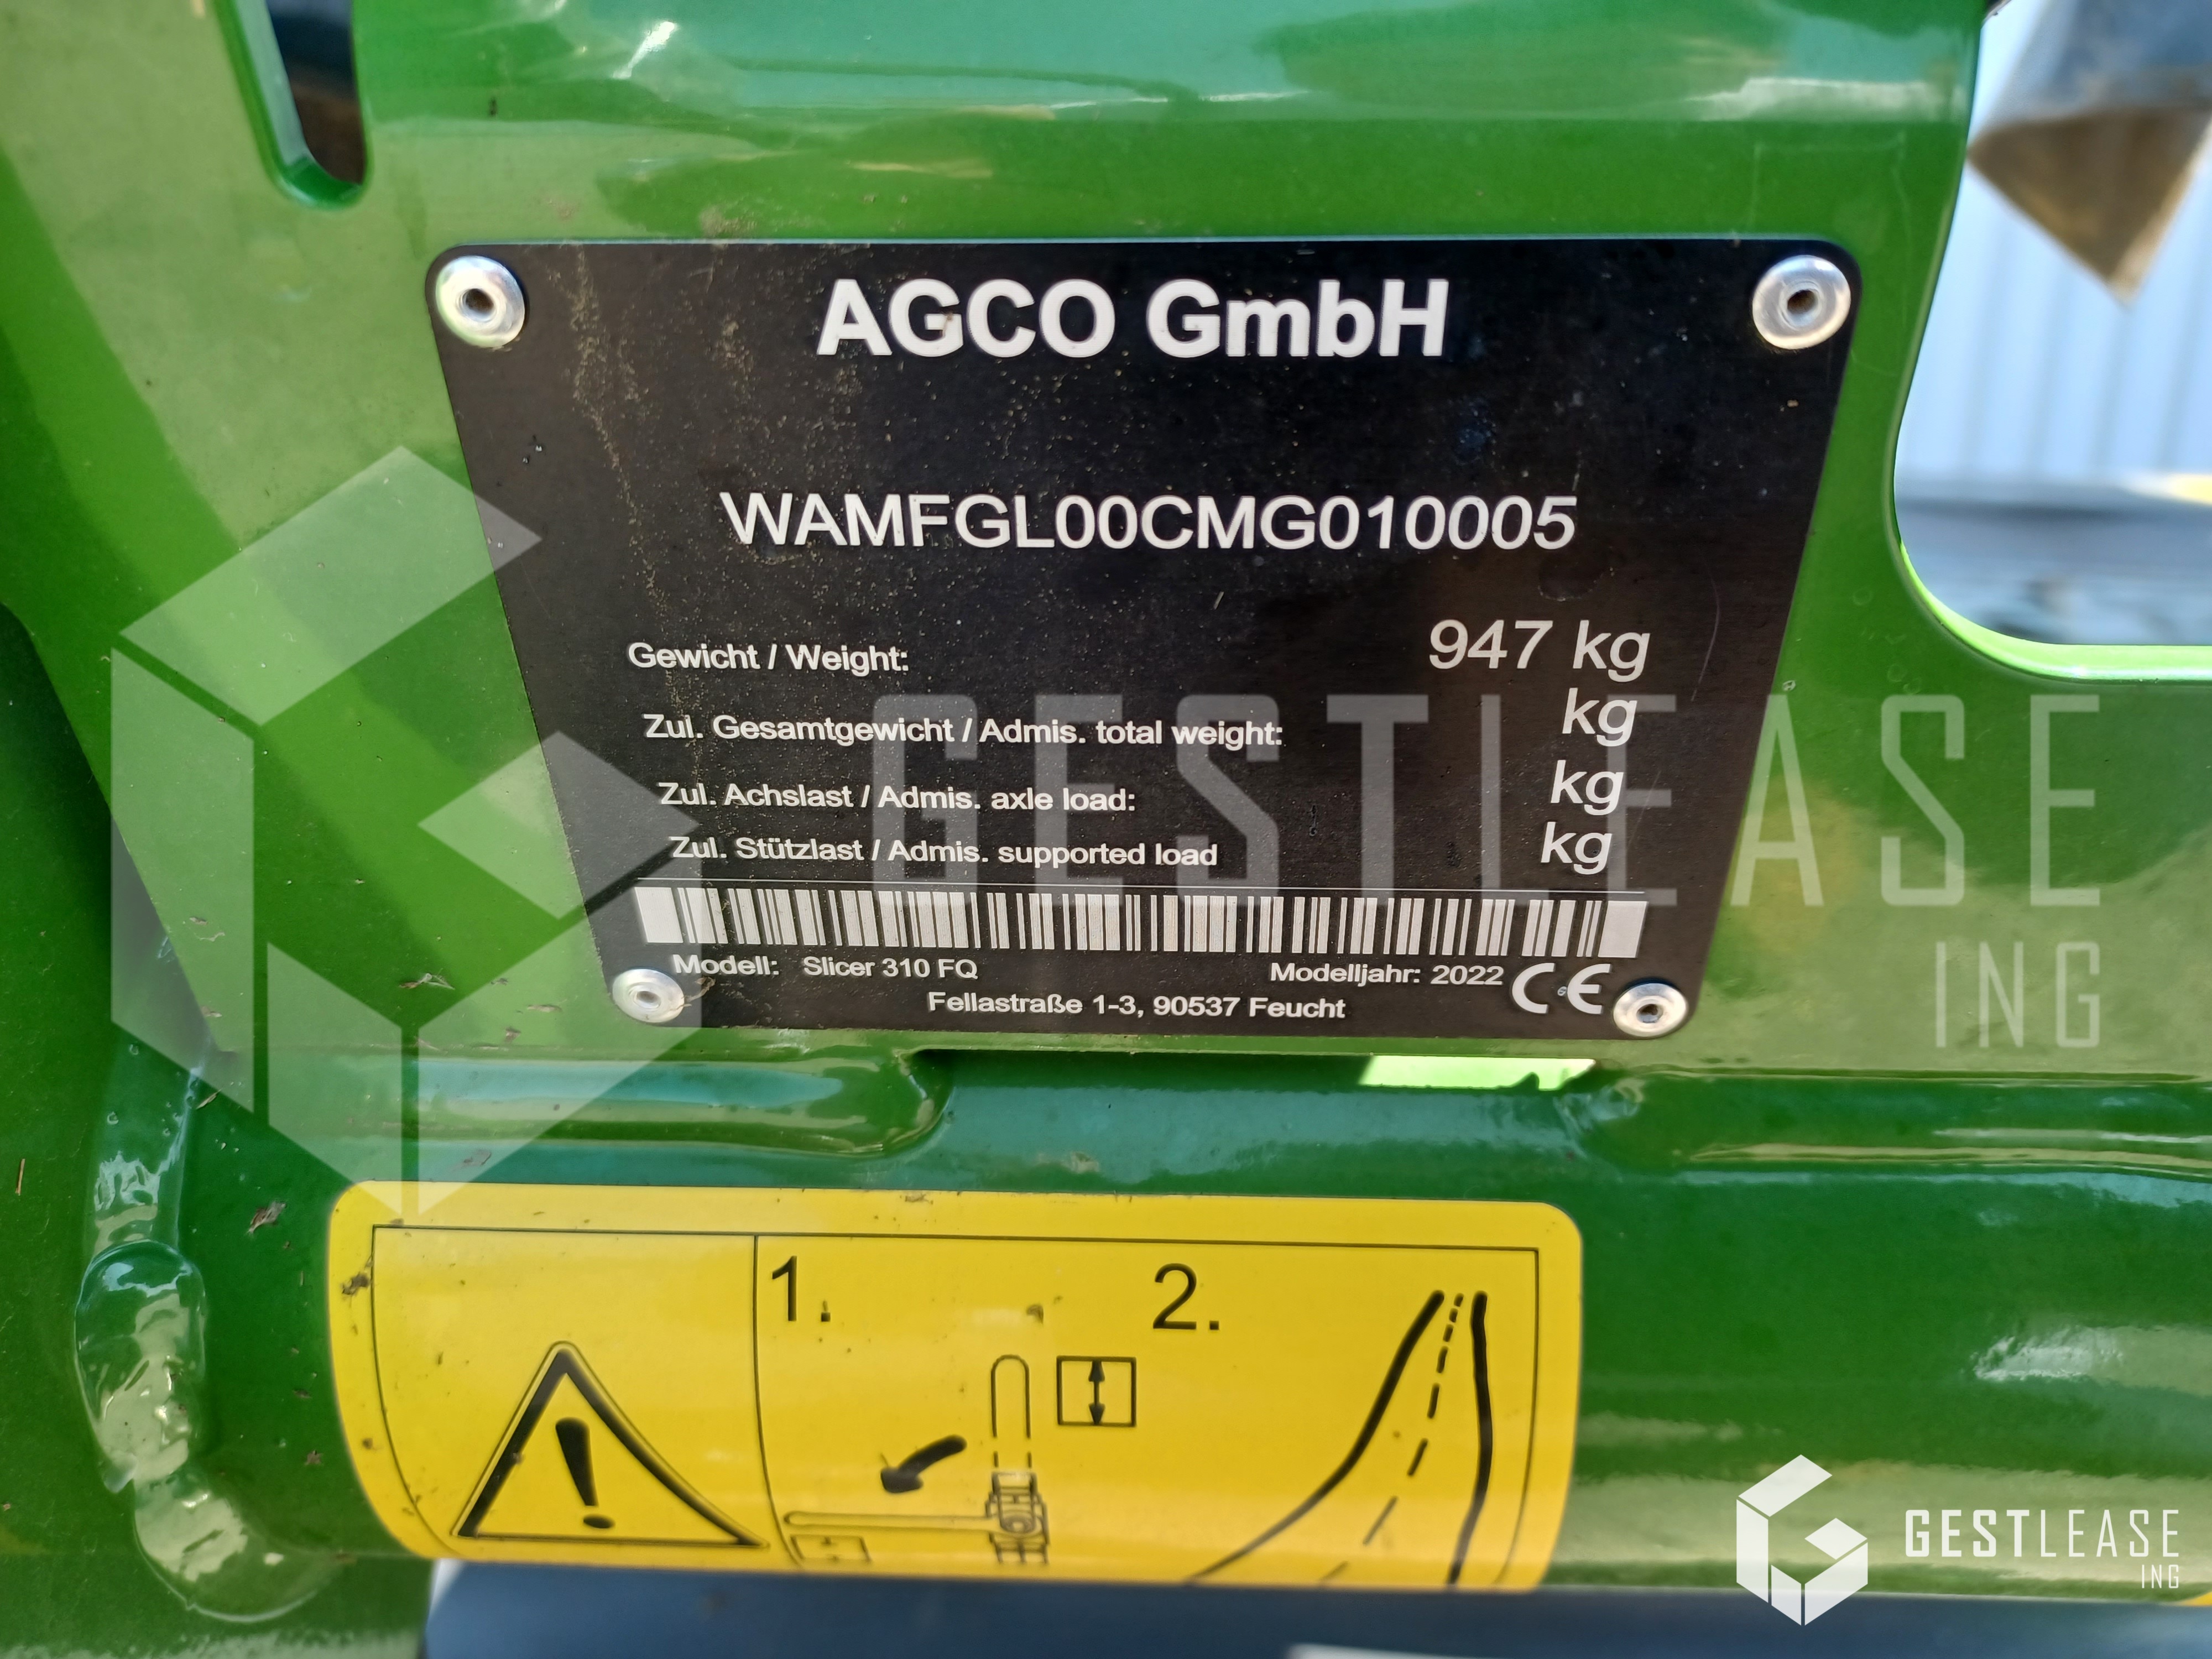 AGCO GmbH
WAMFGL00CMG010005
Gewicht / Weight: 947 kg
Zul. Gesamtgewicht / Admis. total weight: kg
Zul. Achslast / Admis. axle load: kg
Zul. Stützlast / Admis. supported load kg
Modell: Slicer 310 FQ Modelljahr: 2022 CE
Fellastraße 1-3, 90537 Feucht
GESTLEASE
ING
1. 2.
GESTLEASE
ING